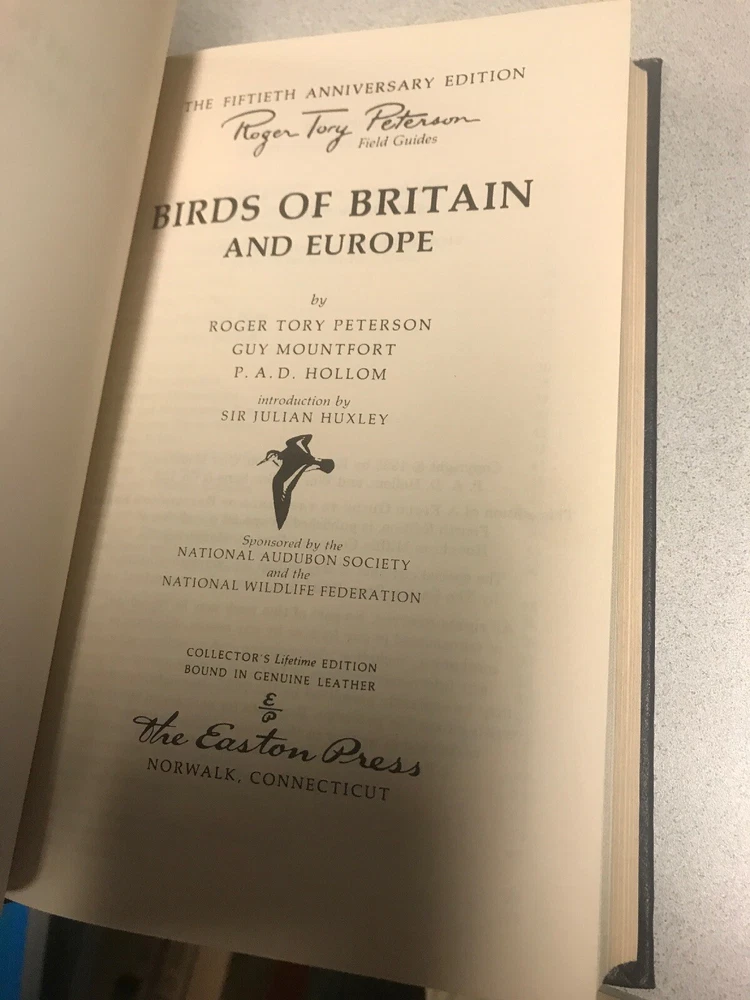 THE FIFTIETH ANNIVERSARY EDITION
Roger Tory Peterson
Field Guides
BIRDS OF BRITAIN
AND EUROPE
by
ROGER TORY PETERSON
GUY MOUNTFORT
P. A. D. HOLLOM
introduction by
SIR JULIAN HUXLEY
Sponsored by the
NATIONAL AUDUBON SOCIETY
and the
NATIONAL WILDLIFE FEDERATION
COLLECTOR'S Lifetime EDITION
BOUND IN GENUINE LEATHER
E
P
The Easton Press
NORWALK, CONNECTICUT